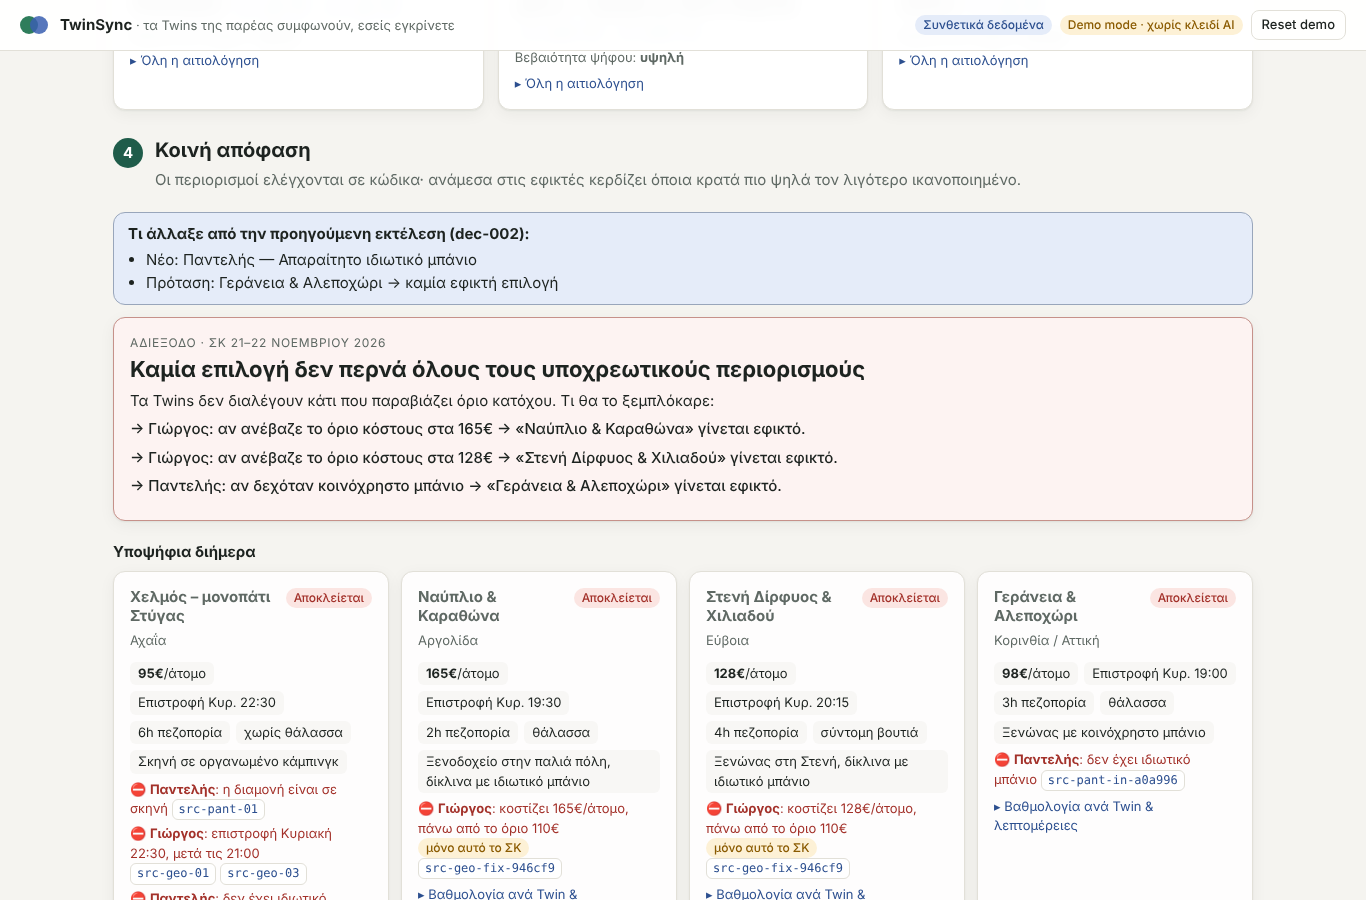 TwinSync · τα Twins της παρέας συμφωνούν, εσείς εγκρίνετε
Συνθετικά δεδομένα
Demo mode · χωρίς κλειδί AI
Reset demo
▸ Όλη η αιτιολόγηση
Βεβαιότητα ψήφου: υψηλή
▸ Όλη η αιτιολόγηση
▸ Όλη η αιτιολόγηση
4 Κοινή απόφαση
Οι περιορισμοί ελέγχονται σε κώδικα· ανάμεσα στις εφικτές κερδίζει όποια κρατά πιο ψηλά τον λιγότερο ικανοποιημένο.
Τι άλλαξε από την προηγούμενη εκτέλεση (dec-002):
• Νέο: Παντελής — Απαραίτητο ιδιωτικό μπάνιο
• Πρόταση: Γεράνεια & Αλεποχώρι → καμία εφικτή επιλογή
ΑΔΙΕΞΟΔΟ · ΣΚ 21–22 ΝΟΕΜΒΡΙΟΥ 2026
Καμία επιλογή δεν περνά όλους τους υποχρεωτικούς περιορισμούς
Τα Twins δεν διαλέγουν κάτι που παραβιάζει όριο κατόχου. Τι θα το ξεμπλόκαρε:
→ Γιώργος: αν ανέβαζε το όριο κόστους στα 165€ → «Ναύπλιο & Καραθώνα» γίνεται εφικτό.
→ Γιώργος: αν ανέβαζε το όριο κόστους στα 128€ → «Στενή Δίρφυος & Χιλιαδού» γίνεται εφικτό.
→ Παντελής: αν δεχόταν κοινόχρηστο μπάνιο → «Γεράνεια & Αλεποχώρι» γίνεται εφικτό.
Υποψήφια διήμερα
Χελμός – μονοπάτι
Στύγας
Αποκλείεται
Αχαΐα
95€/άτομο
Επιστροφή Κυρ. 22:30
6h πεζοπορία
χωρίς θάλασσα
Σκηνή σε οργανωμένο κάμπινγκ
⛔ Παντελής: η διαμονή είναι σε
σκηνή src-pant-01
⛔ Γιώργος: επιστροφή Κυριακή
22:30, μετά τις 21:00
src-geo-01 src-geo-03
⛔ Παντελής: δεν έχει ιδιωτικό
Ναύπλιο &
Καραθώνα
Αποκλείεται
Αργολίδα
165€/άτομο
Επιστροφή Κυρ. 19:30
2h πεζοπορία
θάλασσα
Ξενοδοχείο στην παλιά πόλη,
δίκλινα με ιδιωτικό μπάνιο
⛔ Γιώργος: κοστίζει 165€/άτομο,
πάνω από το όριο 110€
μόνο αυτό το ΣΚ
src-geo-fix-946cf9
▸ Βαθμολογία ανά Twin &
Στενή Δίρφυος &
Χιλιαδού
Αποκλείεται
Εύβοια
128€/άτομο
Επιστροφή Κυρ. 20:15
4h πεζοπορία
σύντομη βουτιά
Ξενώνας στη Στενή, δίκλινα με
ιδιωτικό μπάνιο
⛔ Γιώργος: κοστίζει 128€/άτομο,
πάνω από το όριο 110€
μόνο αυτό το ΣΚ
src-geo-fix-946cf9
▸ Βαθμολογία ανά Twin &
Γεράνεια &
Αλεποχώρι
Αποκλείεται
Κορινθία / Αττική
98€/άτομο
Επιστροφή Κυρ. 19:00
3h πεζοπορία
θάλασσα
Ξενώνας με κοινόχρηστο μπάνιο
⛔ Παντελής: δεν έχει ιδιωτικό
μπάνιο src-pant-in-a0a996
▸ Βαθμολογία ανά Twin &
λεπτομέρειες